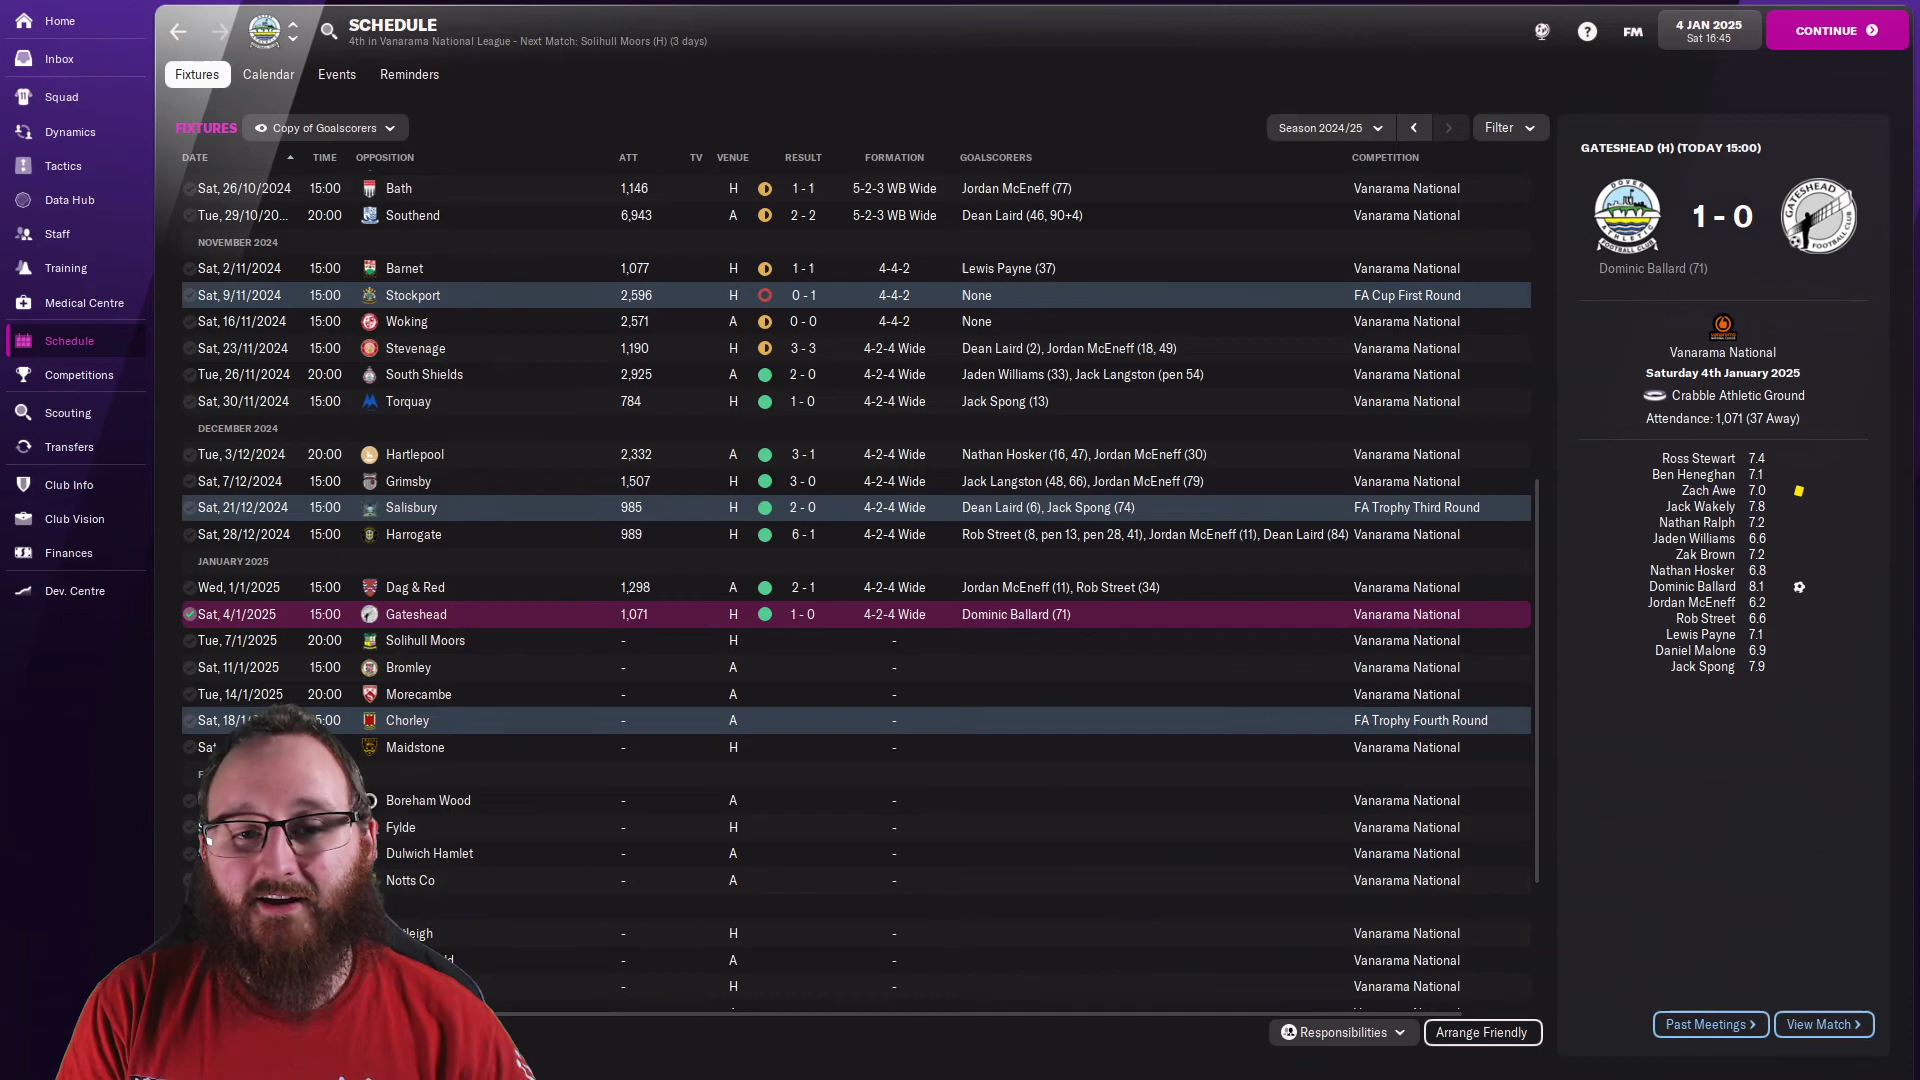 Home
Inbox
Squad
Dynamics
Tactics
Data Hub
Staff
Training
Medical Centre
Schedule
Competitions
Scouting
Transfers
Club Info
Club Vision
Finances
Dev. Centre
SCHEDULE
4th in Vanarama National League - Next Match: Solihull Moors (H) (3 days)
FM
4 JAN 2025
Sat 16:45
CONTINUE
Fixtures Calendar Events Reminders
FIXTURES Copy of Goalscorers Season 2024/25 Filter
DATE TIME OPPOSITION ATT TV VENUE RESULT FORMATION GOALSCORERS COMPETITION
Sat, 26/10/2024 15:00 Bath 1,146 H 1 - 1 5-2-3 WB Wide Jordan McEneff (77) Vanarama National
Tue, 29/10/20... 20:00 Southend 6,943 A 2 - 2 5-2-3 WB Wide Dean Laird (46, 90+4) Vanarama National
NOVEMBER 2024
Sat, 2/11/2024 15:00 Barnet 1,077 H 1 - 1 4-4-2 Lewis Payne (37) Vanarama National
Sat, 9/11/2024 15:00 Stockport 2,596 H 0 - 1 4-4-2 None FA Cup First Round
Sat, 16/11/2024 15:00 Woking 2,571 A 0 - 0 4-4-2 None Vanarama National
Sat, 23/11/2024 15:00 Stevenage 1,190 H 3 - 3 4-2-4 Wide Dean Laird (2), Jordan McEneff (18, 49) Vanarama National
Tue, 26/11/2024 20:00 South Shields 2,925 A 2 - 0 4-2-4 Wide Jaden Williams (33), Jack Langston (pen 54) Vanarama National
Sat, 30/11/2024 15:00 Torquay 784 H 1 - 0 4-2-4 Wide Jack Spong (13) Vanarama National
DECEMBER 2024
Tue, 3/12/2024 20:00 Hartlepool 2,332 A 3 - 1 4-2-4 Wide Nathan Hosker (16, 47), Jordan McEneff (30) Vanarama National
Sat, 7/12/2024 15:00 Grimsby 1,507 H 3 - 0 4-2-4 Wide Jack Langston (48, 66), Jordan McEneff (79) Vanarama National
Sat, 21/12/2024 15:00 Salisbury 985 H 2 - 0 4-2-4 Wide Dean Laird (6), Jack Spong (74) FA Trophy Third Round
Sat, 28/12/2024 15:00 Harrogate 989 H 6 - 1 4-2-4 Wide Rob Street (8, pen 13, pen 28, 41), Jordan McEneff (11), Dean Laird (84) Vanarama National
JANUARY 2025
Wed, 1/1/2025 15:00 Dag & Red 1,298 A 2 - 1 4-2-4 Wide Jordan McEneff (11), Rob Street (34) Vanarama National
Sat, 4/1/2025 15:00 Gateshead 1,071 H 1 - 0 4-2-4 Wide Dominic Ballard (71) Vanarama National
Tue, 7/1/2025 20:00 Solihull Moors - H - Vanarama National
Sat, 11/1/2025 15:00 Bromley - A - Vanarama National
Tue, 14/1/2025 20:00 Morecambe - A - Vanarama National
Sat, 18/1 5:00 Chorley - A - FA Trophy Fourth Round
Sat, Maidstone - H - Vanarama National
F
Boreham Wood - A - Vanarama National
Fylde - H - Vanarama National
Dulwich Hamlet - A - Vanarama National
Notts Co - A - Vanarama National
leigh - H - Vanarama National
- A - Vanarama National
- H - Vanarama National
Responsibilities Arrange Friendly
GATESHEAD (H) (TODAY 15:00)
DOVER ATHLETIC FOOTBALL CLUB
1 - 0
GATESHEAD FOOTBALL CLUB
Dominic Ballard (71)
Vanarama National
Saturday 4th January 2025
Crabble Athletic Ground
Attendance: 1,071 (37 Away)
Ross Stewart 7.4
Ben Heneghan 7.1
Zach Awe 7.0
Jack Wakely 7.8
Nathan Ralph 7.2
Jaden Williams 6.6
Zak Brown 7.2
Nathan Hosker 6.8
Dominic Ballard 8.1
Jordan McEneff 6.2
Rob Street 6.6
Lewis Payne 7.1
Daniel Malone 6.9
Jack Spong 7.9
Past Meetings View Match